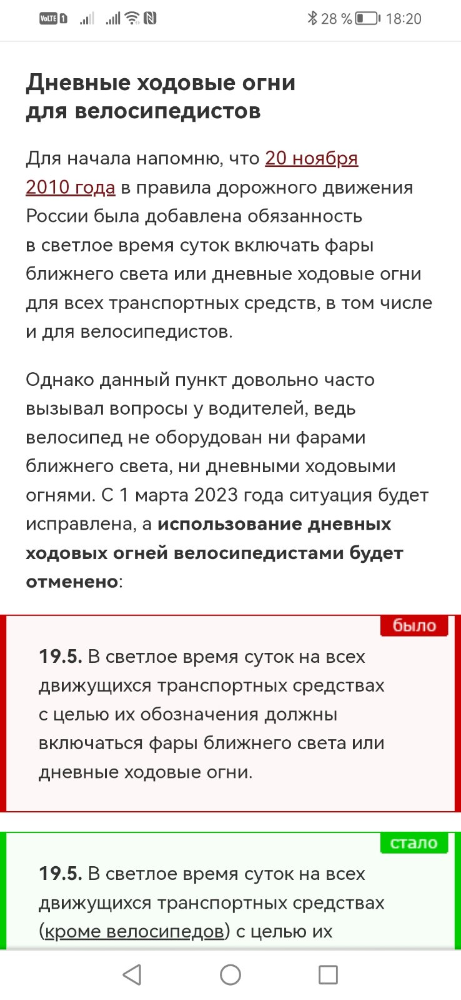 VoLTE 1 28 % 18:20
Дневные ходовые огни
для велосипедистов
Для начала напомню, что 20 ноября
2010 года в правила дорожного движения
России была добавлена обязанность
в светлое время суток включать фары
ближнего света или дневные ходовые огни
для всех транспортных средств, в том числе
и для велосипедистов.
Однако данный пункт довольно часто
вызывал вопросы у водителей, ведь
велосипед не оборудован ни фарами
ближнего света, ни дневными ходовыми
огнями. С 1 марта 2023 года ситуация будет
исправлена, а использование дневных
ходовых огней велосипедистами будет
отменено:
было
19.5. В светлое время суток на всех
движущихся транспортных средствах
с целью их обозначения должны
включаться фары ближнего света или
дневные ходовые огни.
стало
19.5. В светлое время суток на всех
движущихся транспортных средствах
(кроме велосипедов) с целью их